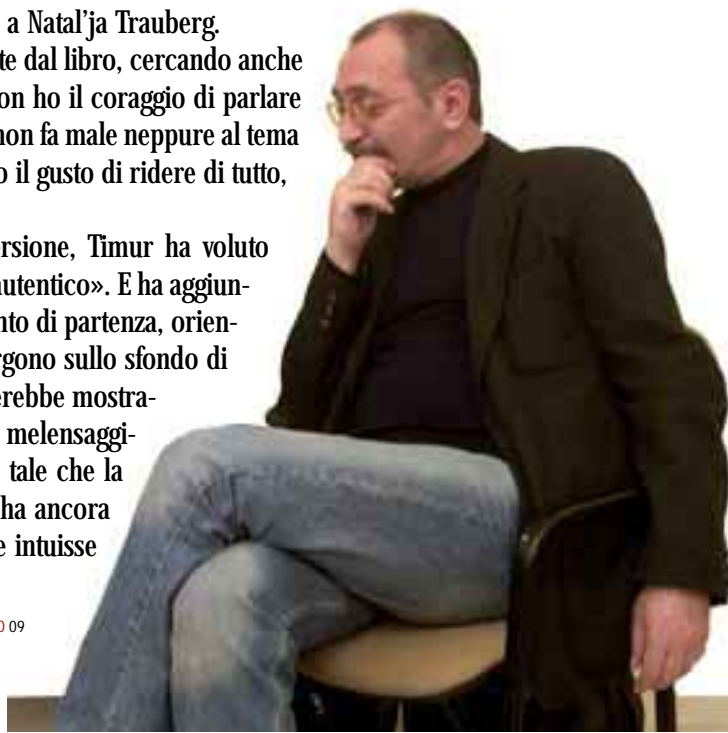 a Natal’ja Trauberg.
te dal libro, cercando anche
on ho il coraggio di parlare
non fa male neppure al tema
o il gusto di ridere di tutto,
ersione, Timur ha voluto
autentico». E ha aggiun-
nto di partenza, orien-
rgono sullo sfondo di
erebbe mostra-
melensaggi-
tale che la
ha ancora
e intuisse
09